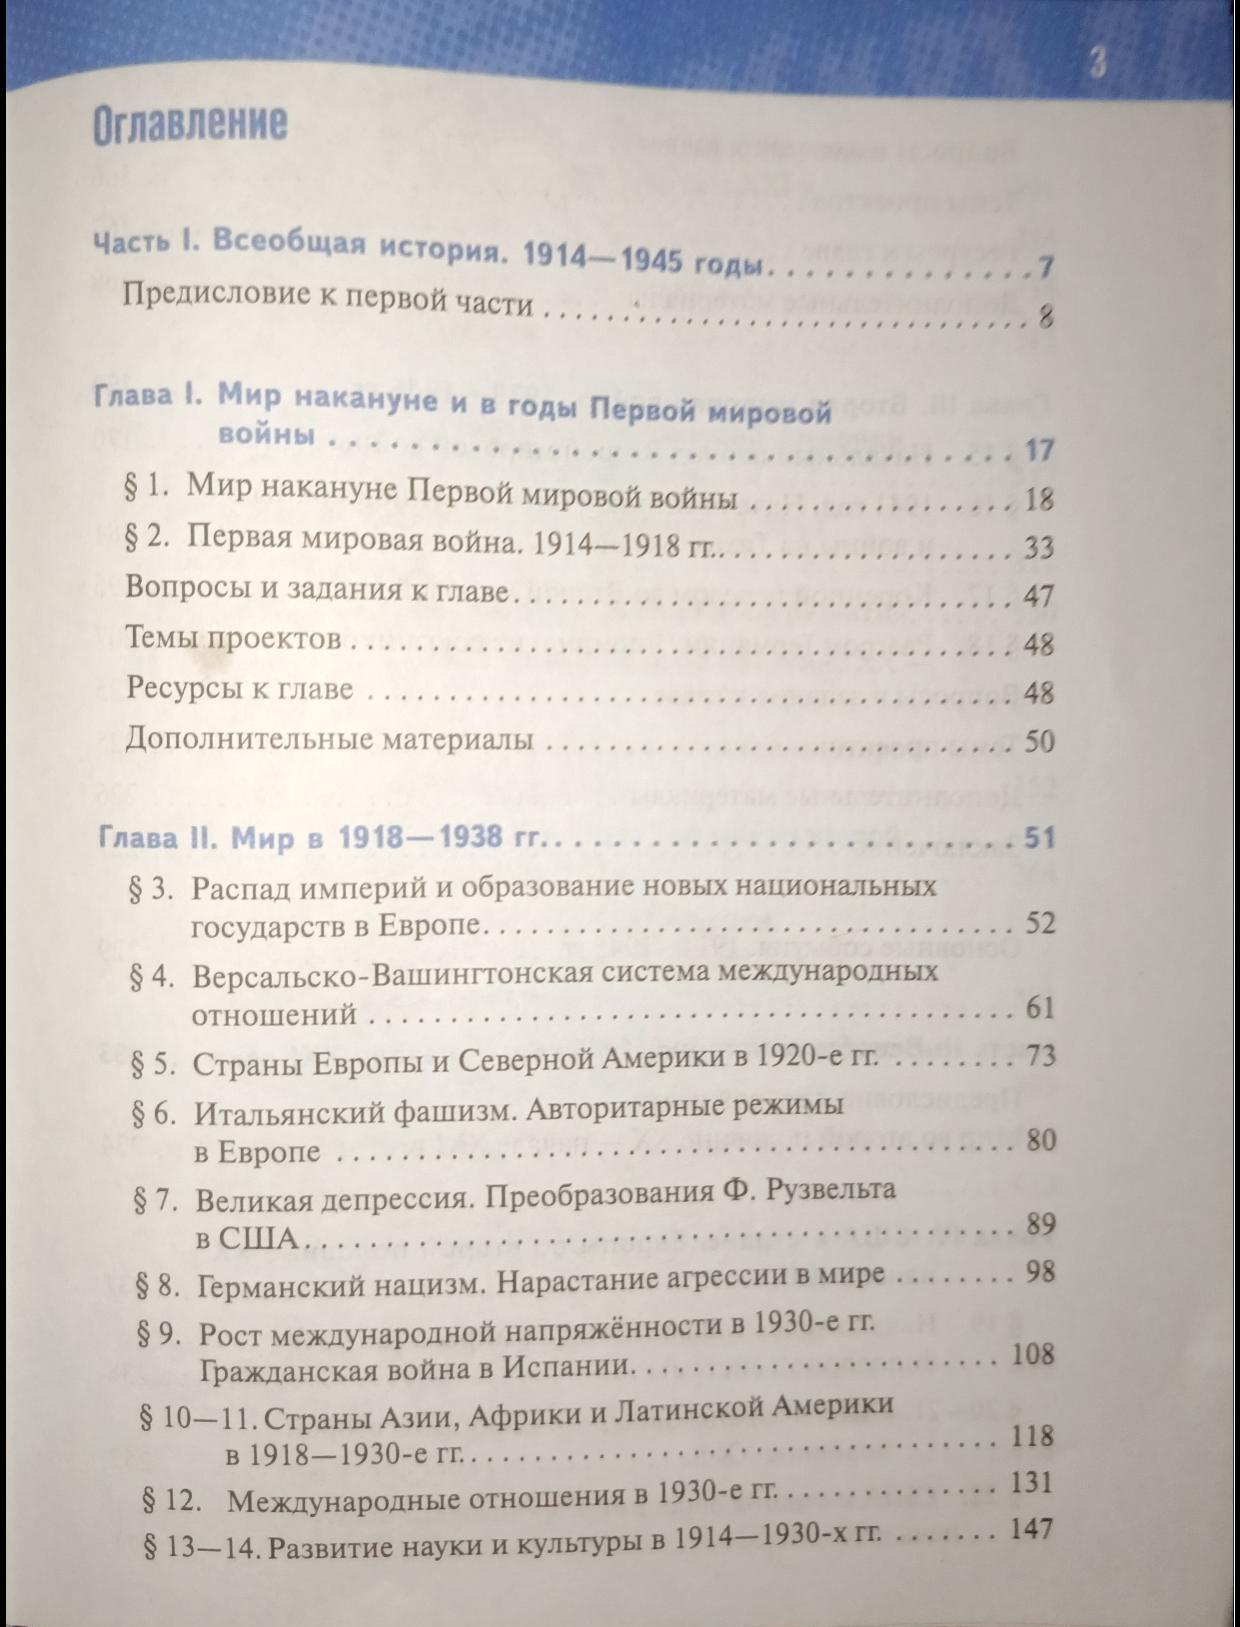 3
Оглавление
Часть I. Всеобщая история. 1914—1945 годы. . . . . . . . . . . . . . 7
Предисловие к первой части . . . . . . . . . . . . . . . . . . . . . . . . . . . . . . 8
Глава I. Мир накануне и в годы Первой мировой
войны . . . . . . . . . . . . . . . . . . . . . . . . . . . . . . . . . 17
§ 1. Мир накануне Первой мировой войны . . . . . . . . . . . . . . . . 18
§ 2. Первая мировая война. 1914—1918 гг. . . . . . . . . . . . . . . . . . . 33
Вопросы и задания к главе. . . . . . . . . . . . . . . . . . . . . . . . . . . . . . 47
Темы проектов . . . . . . . . . . . . . . . . . . . . . . . . . . . . . . . . . . . . . . 48
Ресурсы к главе . . . . . . . . . . . . . . . . . . . . . . . . . . . . . . . . . . . . . 48
Дополнительные материалы . . . . . . . . . . . . . . . . . . . . . . . . . . . 50
Глава II. Мир в 1918—1938 гг. . . . . . . . . . . . . . . . . . . . . . . . . 51
§ 3. Распад империй и образование новых национальных
государств в Европе. . . . . . . . . . . . . . . . . . . . . . . . . . . . . . . . 52
§ 4. Версальско-Вашингтонская система международных
отношений . . . . . . . . . . . . . . . . . . . . . . . . . . . . . . . . . . . . . 61
§ 5. Страны Европы и Северной Америки в 1920-е гг. . . . . . . . . . 73
§ 6. Итальянский фашизм. Авторитарные режимы
в Европе . . . . . . . . . . . . . . . . . . . . . . . . . . . . . . . . . . . . . . . 80
§ 7. Великая депрессия. Преобразования Ф. Рузвельта
в США. . . . . . . . . . . . . . . . . . . . . . . . . . . . . . . . . . . . . . . . . . 89
§ 8. Германский нацизм. Нарастание агрессии в мире . . . . . . . . 98
§ 9. Рост международной напряжённости в 1930-е гг.
Гражданская война в Испании. . . . . . . . . . . . . . . . . . . . . . 108
§ 10—11. Страны Азии, Африки и Латинской Америки
в 1918—1930-е гг. . . . . . . . . . . . . . . . . . . . . . . . . . . . . . . . . 118
§ 12. Международные отношения в 1930-е гг. . . . . . . . . . . . . . . 131
§ 13—14. Развитие науки и культуры в 1914—1930-х гг. . . . . . . . 147